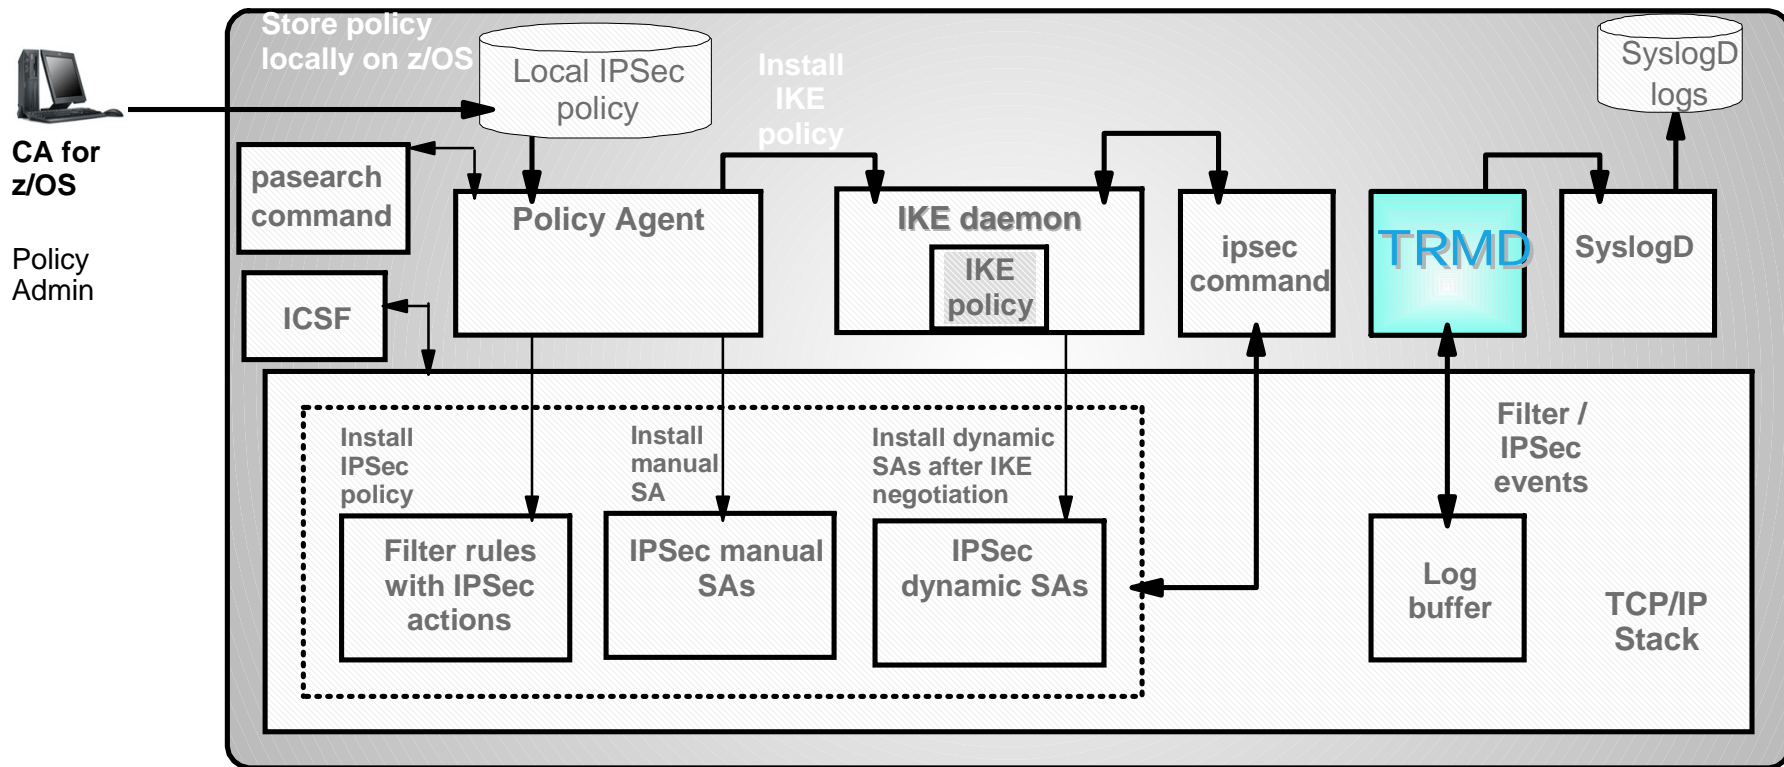 Store policy
locally on z/OS
Local IPSec
policy
Install
IKE
policy
SyslogD
logs
CA for
z/OS
Policy
Admin
pasearch
command
Policy Agent
IKE daemon
IKE
policy
ipsec
command
TRMD
SyslogD
ICSF
Install
IPSec
policy
Install
manual
SA
Install dynamic
SAs after IKE
negotiation
Filter /
IPSec
events
Filter rules
with IPSec
actions
IPSec manual
SAs
IPSec
dynamic SAs
Log
buffer
TCP/IP
Stack